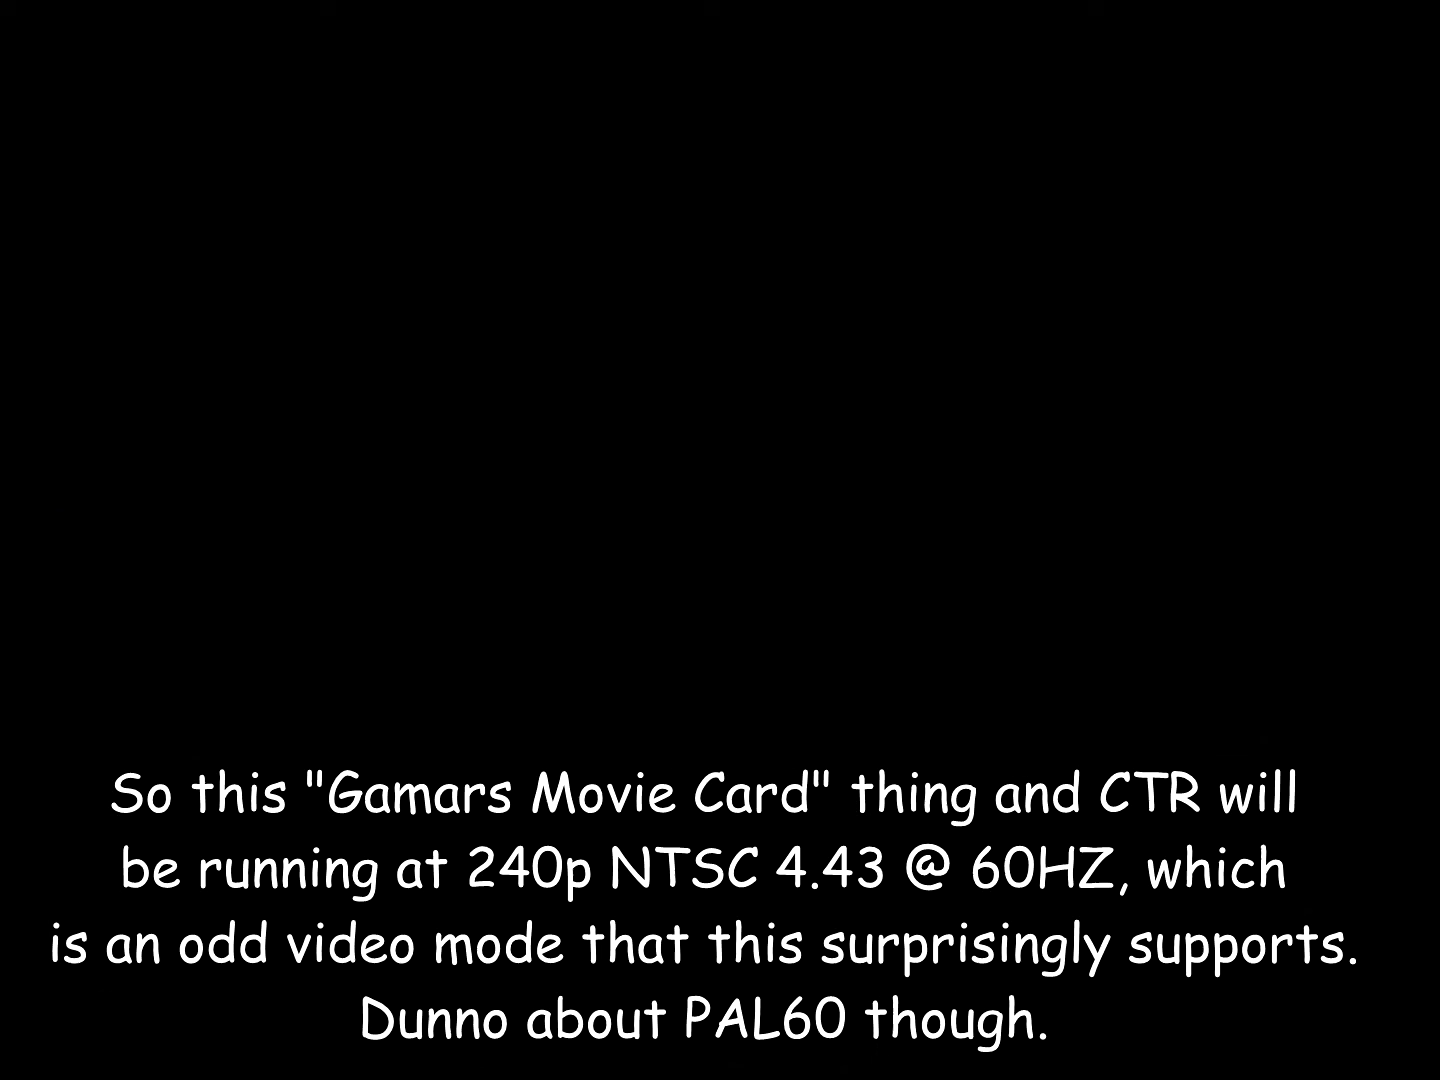 So this "Gamars Movie Card" thing and CTR will
be running at 240p NTSC 4.43 @ 60HZ, which
is an odd video mode that this surprisingly supports.
Dunno about PAL60 though.